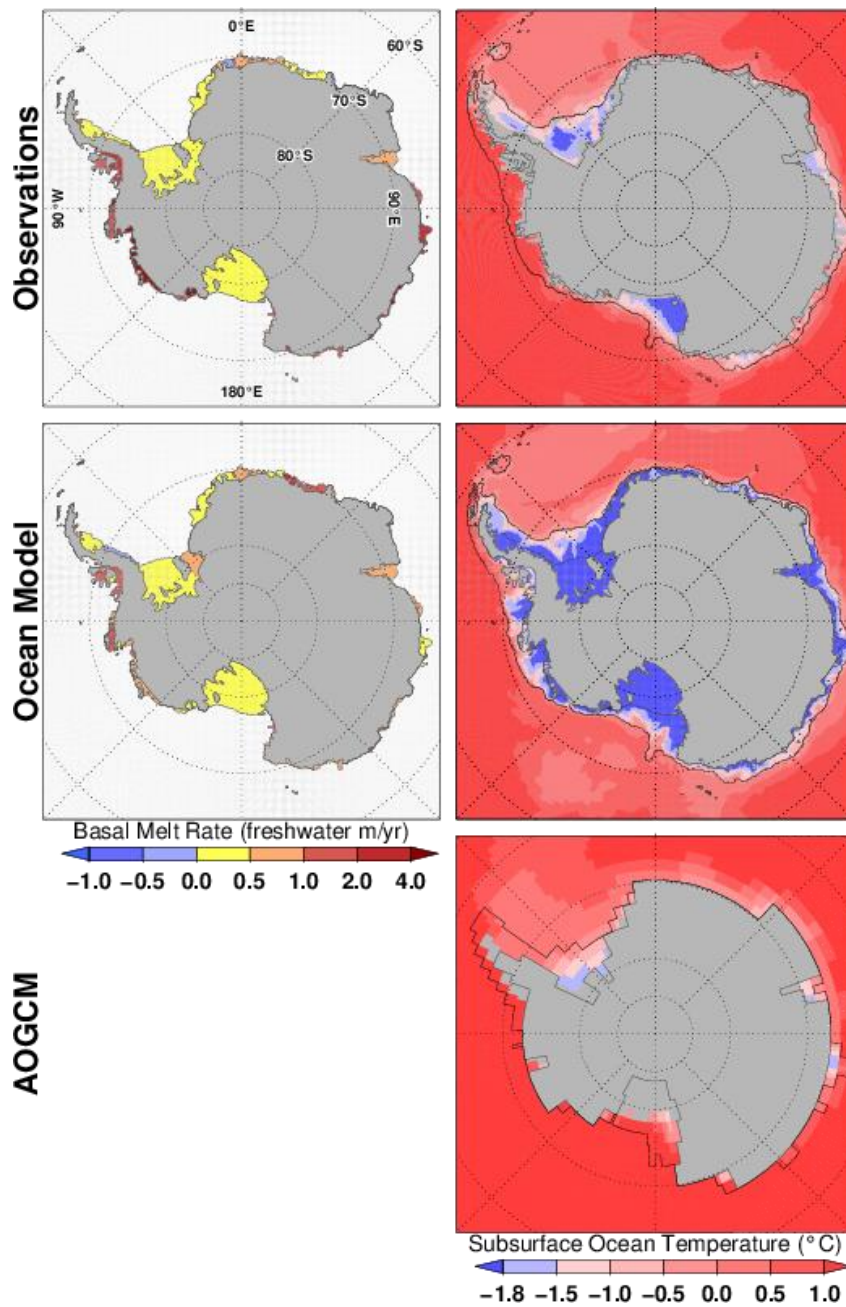 0°E
60°S
70°S
80°S
90°W
90°E
180°E
Observations
Ocean Model
Basal Melt Rate (freshwater m/yr)
−1.0 −0.5 0.0 0.5 1.0 2.0 4.0
AOGCM
Subsurface Ocean Temperature (°C)
−1.8 −1.5 −1.0 −0.5 0.0 0.5 1.0